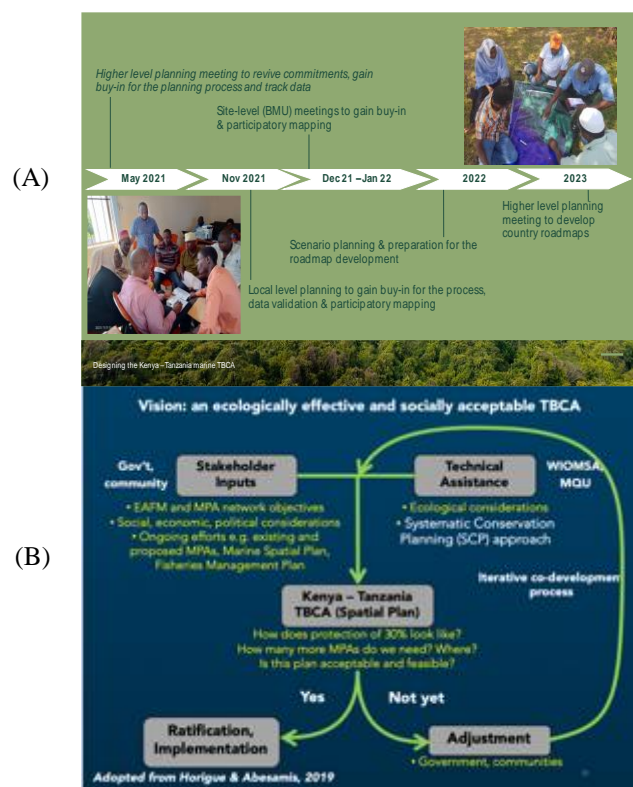 (A)
Higher level planning meeting to revive commitments, gain
buy-in for the planning process and track data
Site-level (BMU) meetings to gain buy-in
& participatory mapping
May 2021
Nov 2021
Dec 21 –Jan 22
2022
2023
Higher level planning
meeting to develop
country roadmaps
Scenario planning & preparation for the
roadmap development
Local level planning to gain buy-in for the process,
data validation & participatory mapping
Designing the Kenya –Tanzania marine TBCA
(B)
Vision: an ecologically effective and socially acceptable TBCA
Gov't,
community
Stakeholder
Inputs
Technical
Assistance
WIOMSA,
MQU
• EAFM and MPA network objectives
• Social, economic, political considerations
• Ongoing efforts e.g. existing and
proposed MPAs, Marine Spatial Plan,
Fisheries Management Plan
• Ecological considerations
• Systematic Conservation
Planning (SCP) approach
Iterative co-development
process
Kenya – Tanzania
TBCA (Spatial Plan)
How does protection of 30% look like?
How many more MPAs do we need? Where?
Is this plan acceptable and feasible?
Yes
Not yet
Ratification,
Implementation
Adjustment
• Government, communities
Adopted from Horigue & Abesamis, 2019